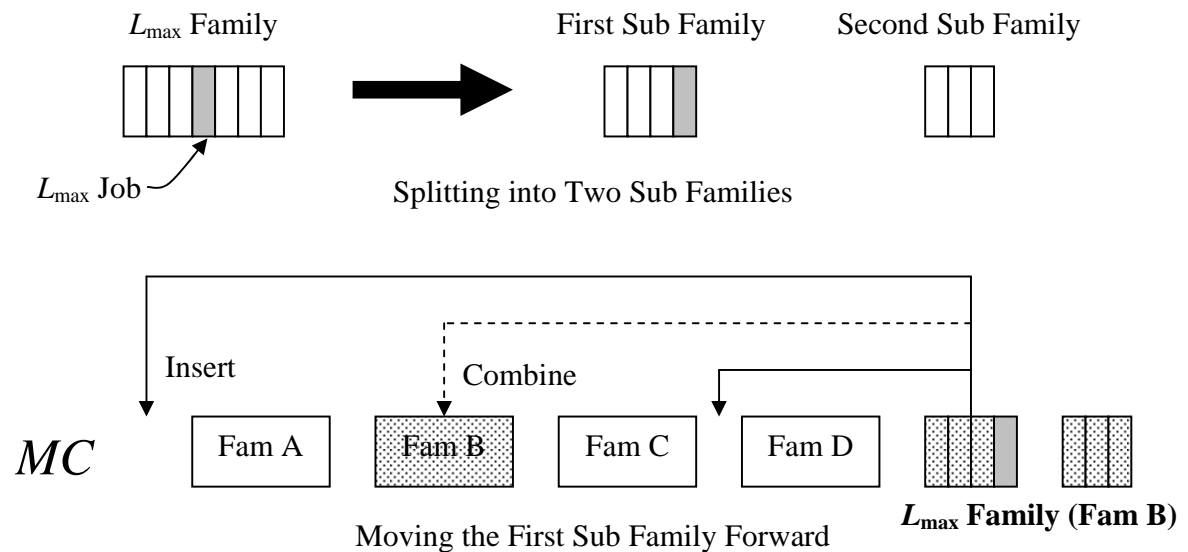 Lmax Family
First Sub Family
Second Sub Family
Lmax Job
Splitting into Two Sub Families
Insert
Combine
MC
Fam A
Fam B
Fam C
Fam D
Lmax Family (Fam B)
Moving the First Sub Family Forward